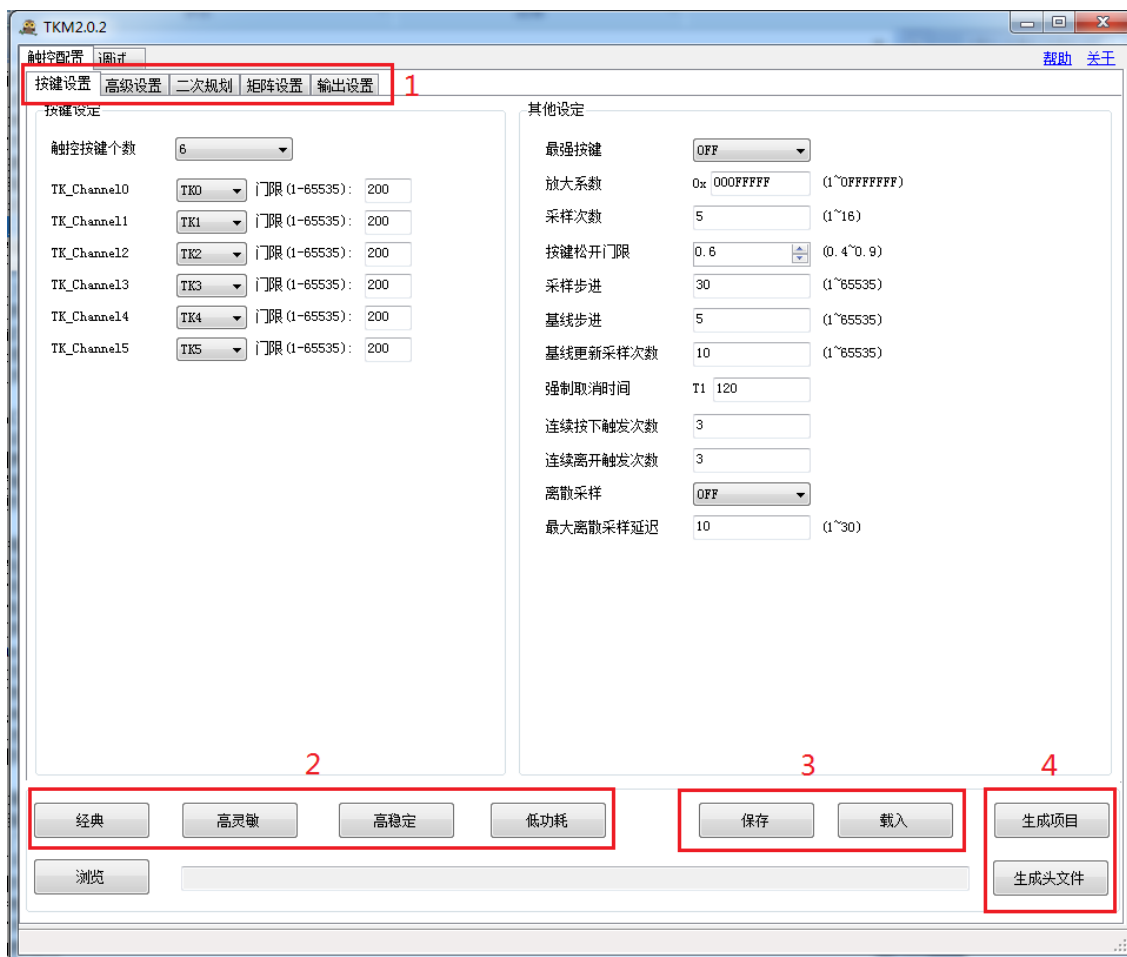 TKM2.0.2
触控配置 调试
帮助 关于
按键设置 高级设置 二次规划 矩阵设置 输出设置 1
按键设定
触控按键个数 6
TK_Channel0 TK0 门限(1-65535): 200
TK_Channel1 TK1 门限(1-65535): 200
TK_Channel2 TK2 门限(1-65535): 200
TK_Channel3 TK3 门限(1-65535): 200
TK_Channel4 TK4 门限(1-65535): 200
TK_Channel5 TK5 门限(1-65535): 200
其他设定
最强按键 OFF
放大系数 0x 000FFFFF (1~0FFFFFFF)
采样次数 5 (1~16)
按键松开门限 0.6 (0.4~0.9)
采样步进 30 (1~65535)
基线步进 5 (1~65535)
基线更新采样次数 10 (1~65535)
强制取消时间 T1 120
连续按下触发次数 3
连续离开触发次数 3
离散采样 OFF
最大离散采样延迟 10 (1~30)
2 3 4
经典 高灵敏 高稳定 低功耗 保存 载入 生成项目
浏览 生成头文件